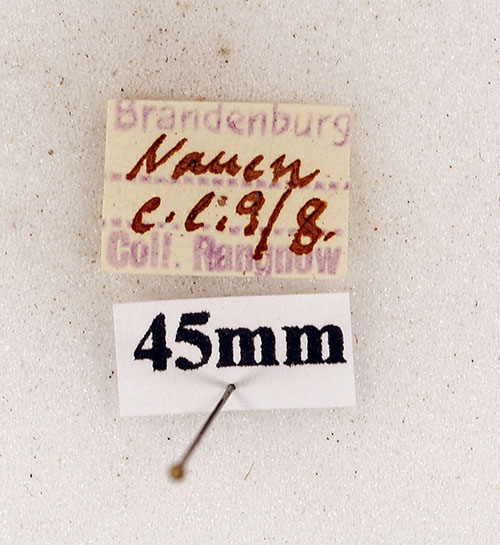 Brandenburg
Nauen
e.l. 9/8.
Coll. Rangnow
45mm